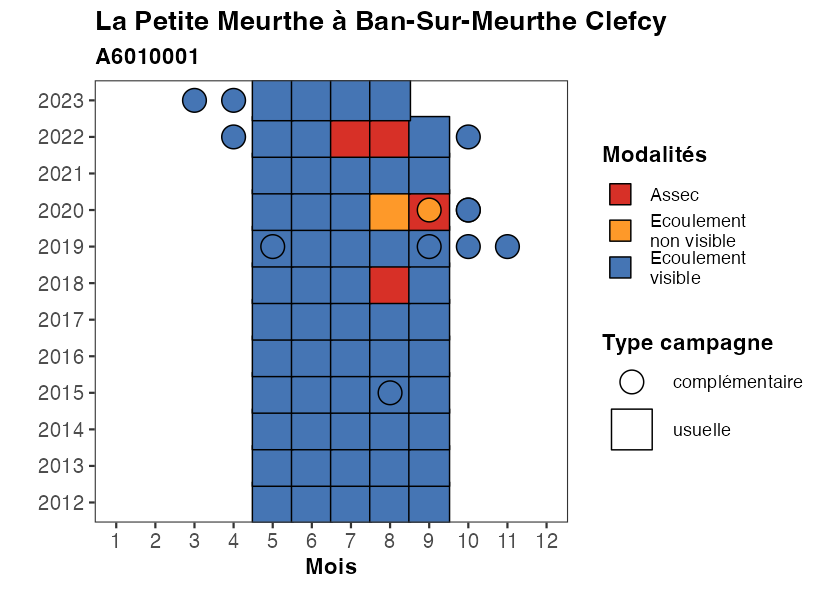 La Petite Meurthe à Ban-Sur-Meurthe Clefcy
A6010001
2023
2022
2021
2020
2019
2018
2017
2016
2015
2014
2013
2012
1 2 3 4 5 6 7 8 9 10 11 12
Mois
Modalités
Assec
Ecoulement
non visible
Ecoulement
visible
Type campagne
complémentaire
usuelle